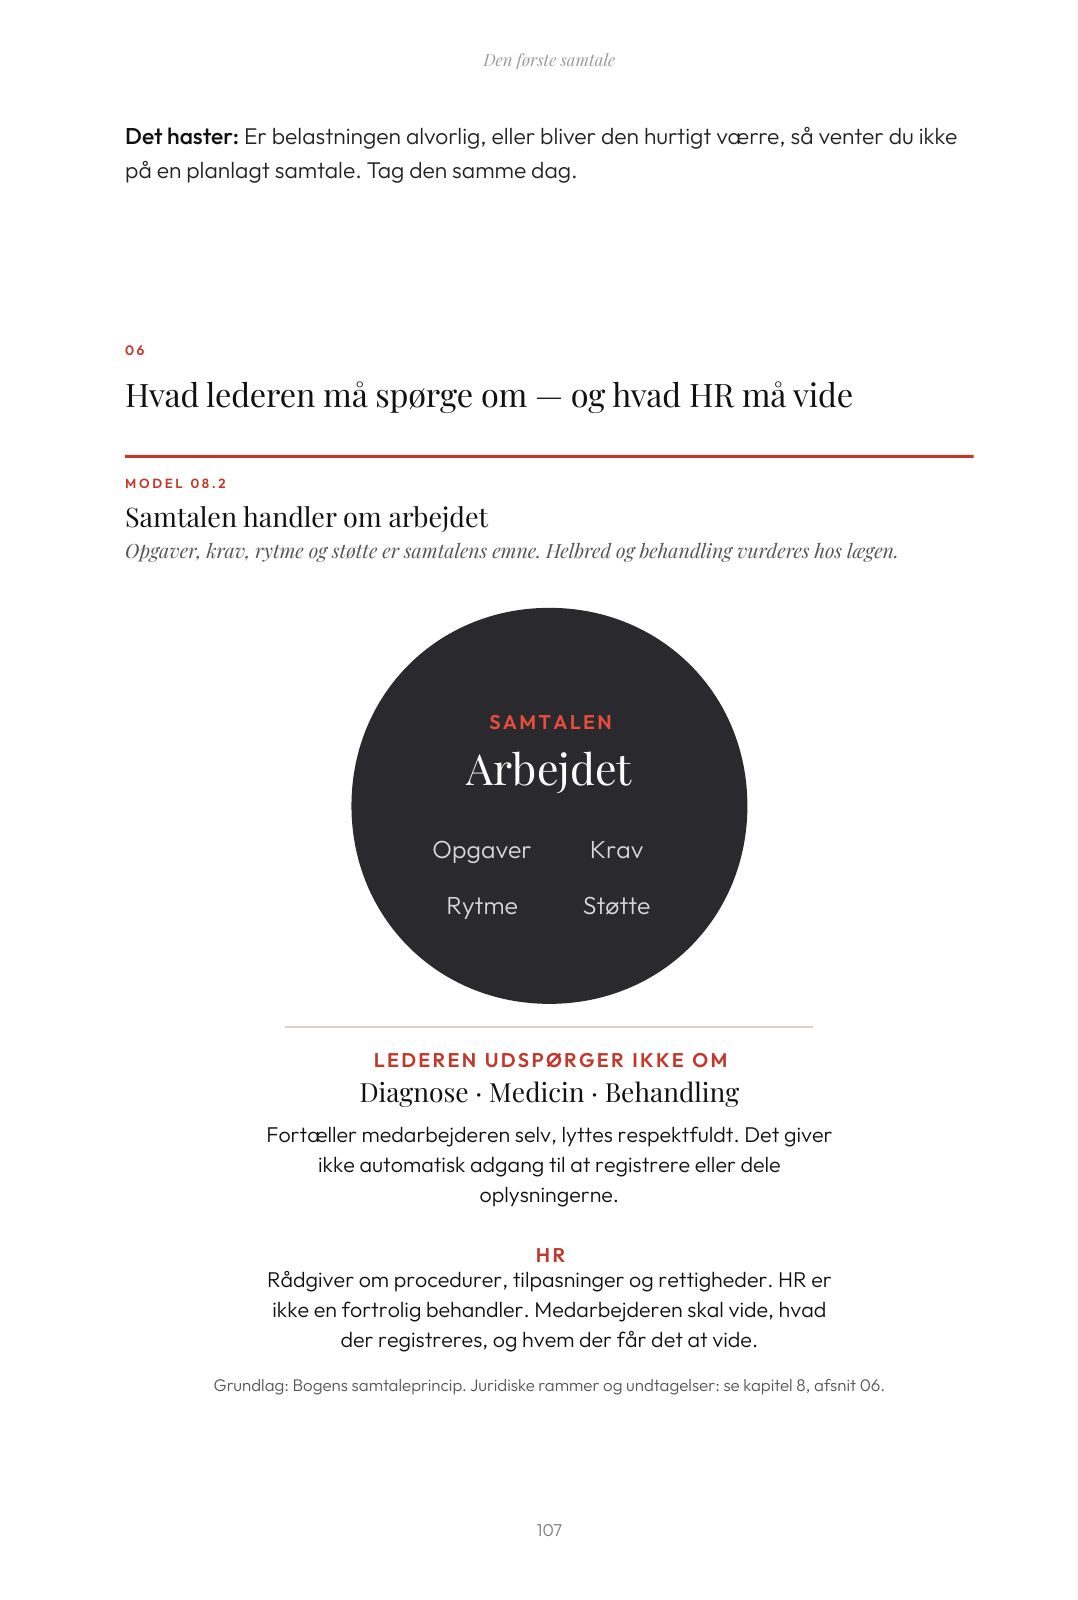 Den første samtale
Det haster: Er belastningen alvorlig, eller bliver den hurtigt værre, så venter du ikke
på en planlagt samtale. Tag den samme dag.
06
Hvad lederen må spørge om — og hvad HR må vide
MODEL 08.2
Samtalen handler om arbejdet
Opgaver, krav, rytme og støtte er samtalens emne. Helbred og behandling vurderes hos lægen.
SAMTALEN
Arbejdet
Opgaver Krav
Rytme Støtte
LEDEREN UDSPØRGER IKKE OM
Diagnose · Medicin · Behandling
Fortæller medarbejderen selv, lyttes respektfuldt. Det giver
ikke automatisk adgang til at registrere eller dele
oplysningerne.
HR
Rådgiver om procedurer, tilpasninger og rettigheder. HR er
ikke en fortrolig behandler. Medarbejderen skal vide, hvad
der registreres, og hvem der får det at vide.
Grundlag: Bogens samtaleprincip. Juridiske rammer og undtagelser: se kapitel 8, afsnit 06.
107